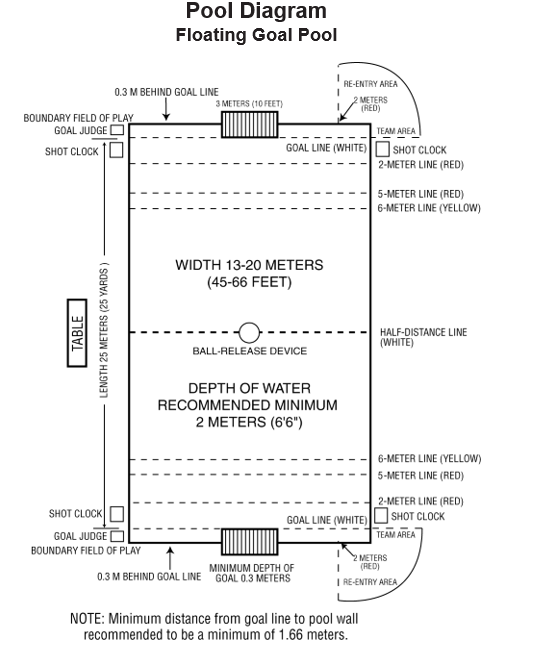 Pool Diagram
Floating Goal Pool
RE-ENTRY AREA
0.3 M BEHIND GOAL LINE
3 METERS (10 FEET)
2 METERS
(RED)
BOUNDARY FIELD OF PLAY
GOAL JUDGE
TEAM AREA
SHOT CLOCK
GOAL LINE (WHITE)
SHOT CLOCK
2-METER LINE (RED)
5-METER LINE (RED)
6-METER LINE (YELLOW)
WIDTH 13-20 METERS
(45-66 FEET)
TABLE
LENGTH 25 METERS (25 YARDS )
HALF-DISTANCE LINE
(WHITE)
BALL-RELEASE DEVICE
DEPTH OF WATER
RECOMMENDED MINIMUM
2 METERS (6'6")
6-METER LINE (YELLOW)
5-METER LINE (RED)
2-METER LINE (RED)
SHOT CLOCK
GOAL LINE (WHITE)
SHOT CLOCK
GOAL JUDGE
TEAM AREA
BOUNDARY FIELD OF PLAY
2 METERS
(RED)
0.3 M BEHIND GOAL LINE
MINIMUM DEPTH OF
GOAL 0.3 METERS
RE-ENTRY AREA
NOTE: Minimum distance from goal line to pool wall
recommended to be a minimum of 1.66 meters.